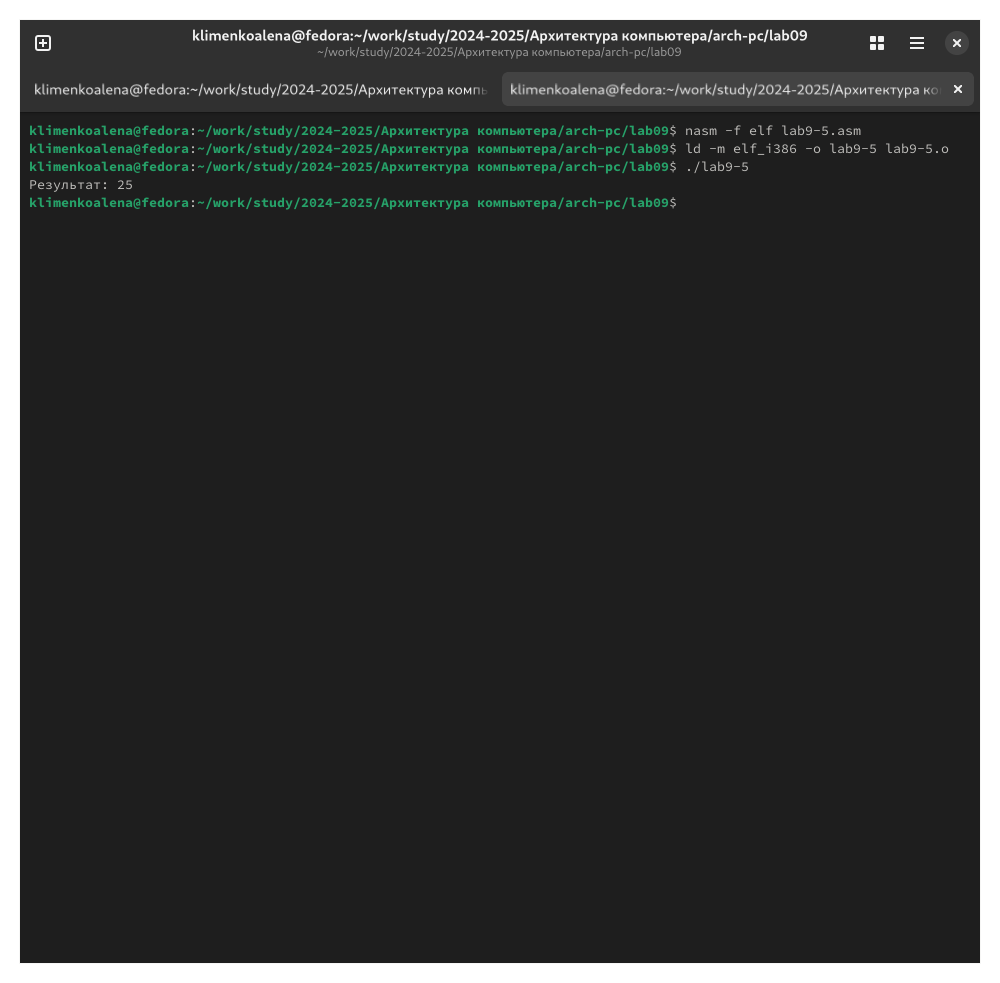 klimenkoalena@fedora:~/work/study/2024-2025/Архитектура компьютера/arch-pc/lab09
~/work/study/2024-2025/Архитектура компьютера/arch-pc/lab09
klimenkoalena@fedora:~/work/study/2024-2025/Архитектура компь
klimenkoalena@fedora:~/work/study/2024-2025/Архитектура ко
klimenkoalena@fedora:~/work/study/2024-2025/Архитектура компьютера/arch-pc/lab09$ nasm -f elf lab9-5.asm
klimenkoalena@fedora:~/work/study/2024-2025/Архитектура компьютера/arch-pc/lab09$ ld -m elf_i386 -o lab9-5 lab9-5.o
klimenkoalena@fedora:~/work/study/2024-2025/Архитектура компьютера/arch-pc/lab09$ ./lab9-5
Результат: 25
klimenkoalena@fedora:~/work/study/2024-2025/Архитектура компьютера/arch-pc/lab09$